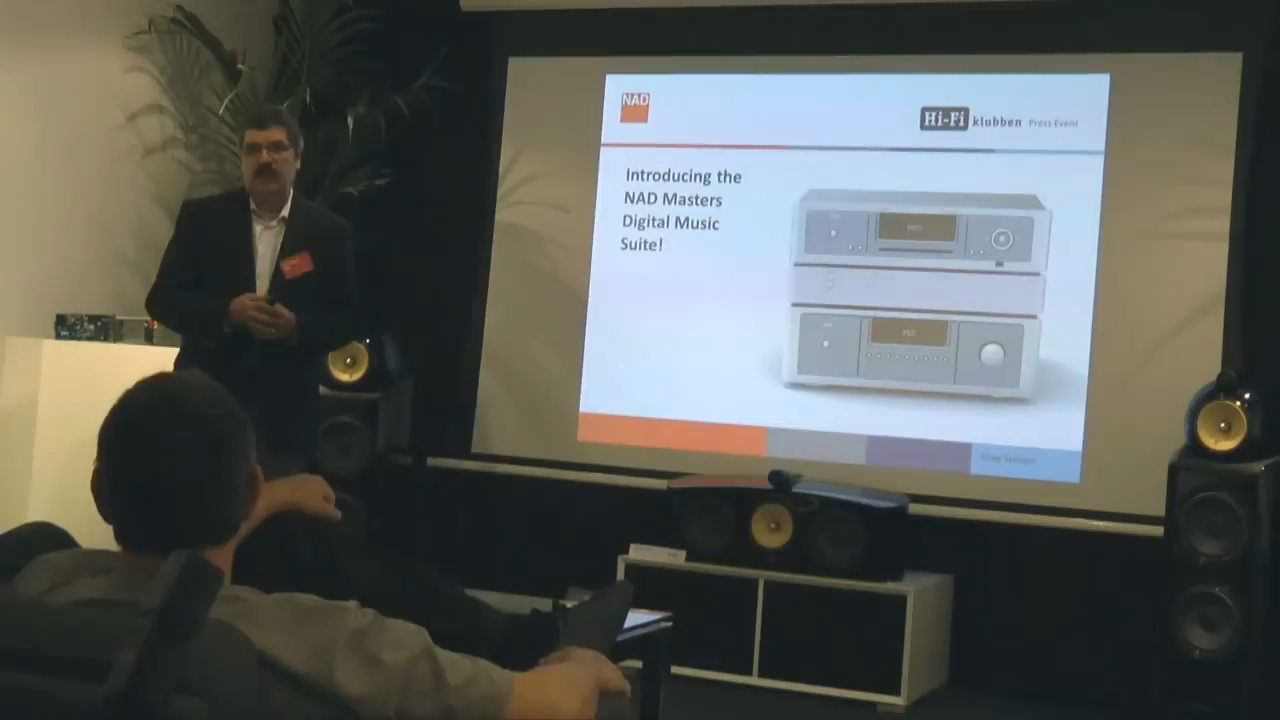 NAD
Hi-Fi klubben Press Event
Introducing the
NAD Masters
Digital Music
Suite!